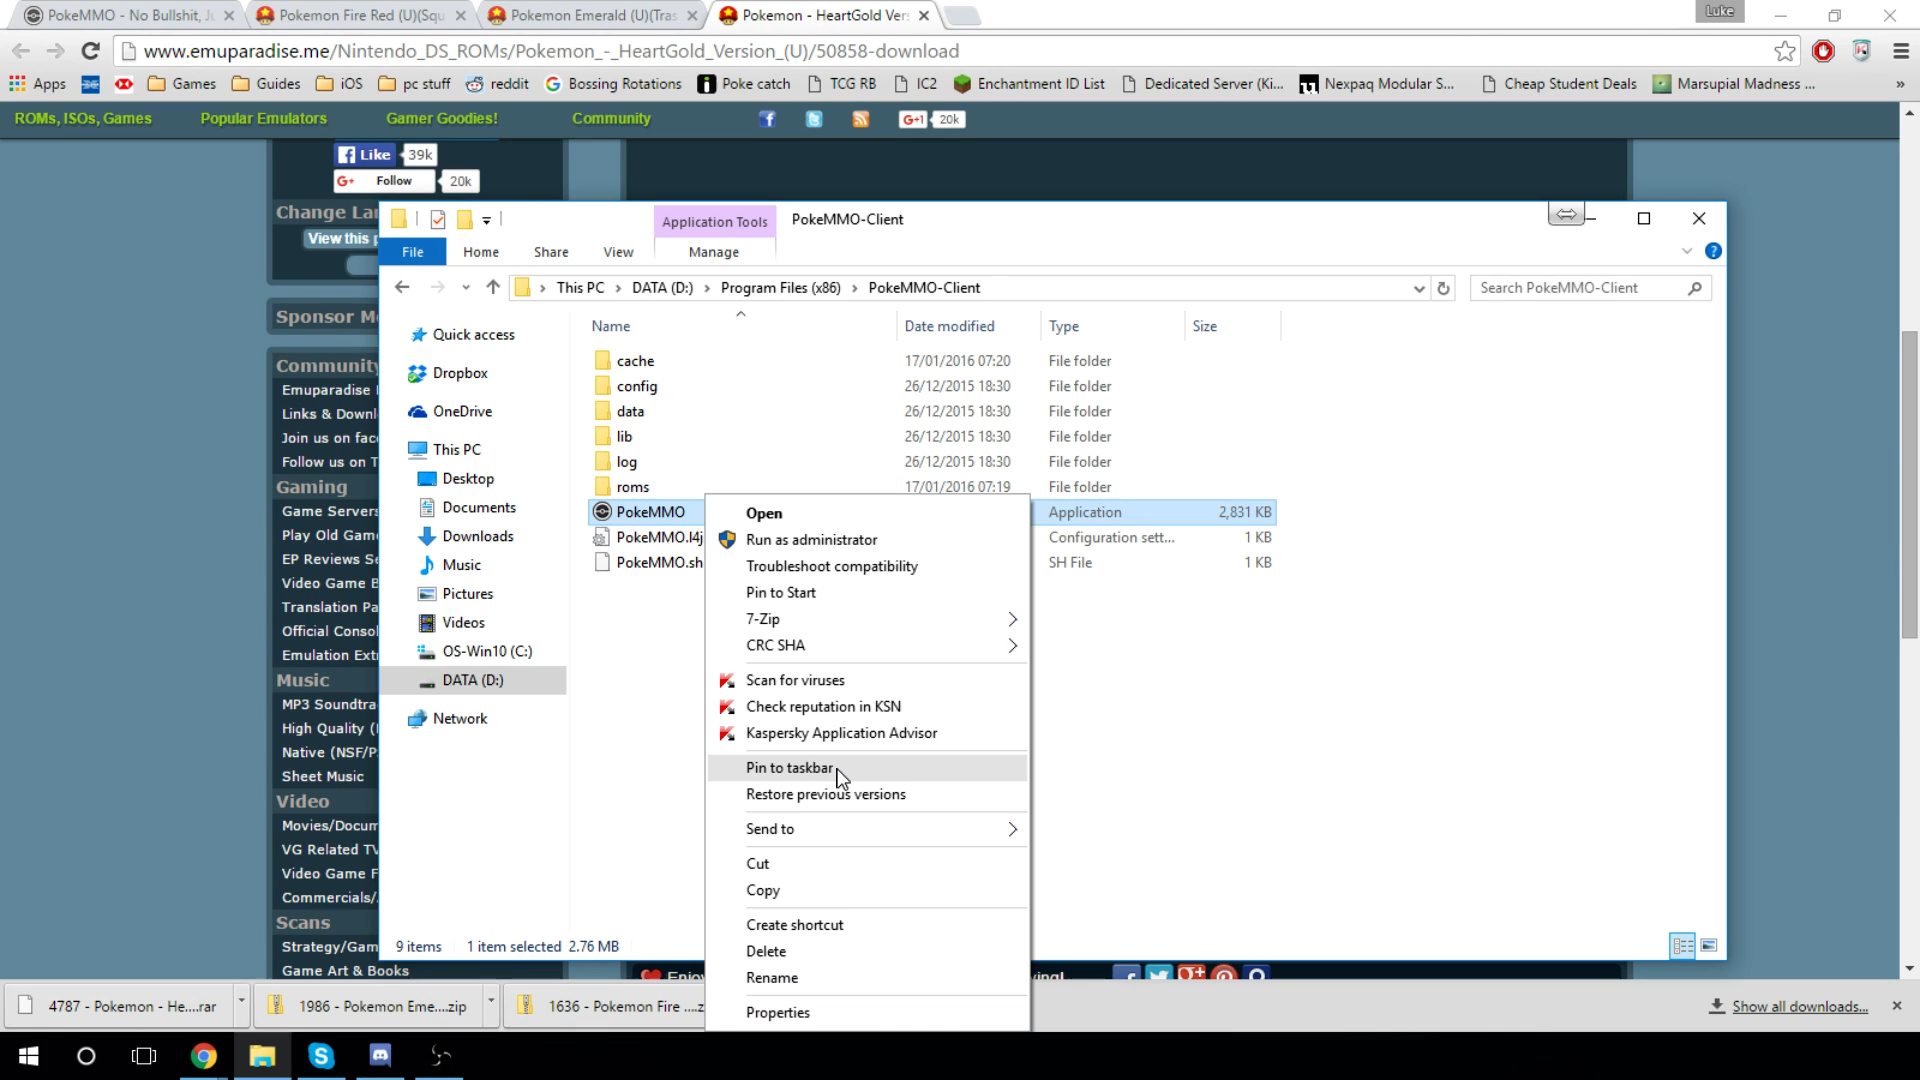 PokeMMO - No Bullshit, J
Pokemon Fire Red (U)(Squ
Pokemon Emerald (U)(Tras
Pokemon - HeartGold Ver
Luke
www.emuparadise.me/Nintendo_DS_ROMs/Pokemon_-_HeartGold_Version_(U)/50858-download
Apps Games Guides iOS pc stuff reddit Bossing Rotations Poke catch TCG RB IC2 Enchantment ID List Dedicated Server (Ki... Nexpaq Modular S... Cheap Student Deals Marsupial Madness ... »
ROMs, ISOs, Games Popular Emulators Gamer Goodies! Community G+1 20k
Like 39k
G+ Follow 20k
Change Lan
View this p
Sponsor M
Community
Emuparadise
Links & Downl
Join us on face
Follow us on T
Gaming
Game Servers
Play Old Game
EP Reviews Se
Video Game B
Translation Pa
Official Consol
Emulation Ext
Music
MP3 Soundtra
High Quality (
Native (NSF/P
Sheet Music
Video
Movies/Docum
VG Related TV
Video Game F
Commercials/
Scans
Strategy/Gam
Game Art & Books
Application Tools PokeMMO-Client
File Home Share View Manage
This PC DATA (D:) Program Files (x86) PokeMMO-Client
Search PokeMMO-Client
Quick access
Dropbox
OneDrive
This PC
Desktop
Documents
Downloads
Music
Pictures
Videos
OS-Win10 (C:)
DATA (D:)
Network
Name Date modified Type Size
cache 17/01/2016 07:20 File folder
config 26/12/2015 18:30 File folder
data 26/12/2015 18:30 File folder
lib 26/12/2015 18:30 File folder
log 26/12/2015 18:30 File folder
roms 17/01/2016 07:19 File folder
PokeMMO Application 2,831 KB
PokeMMO.l4j Configuration sett... 1 KB
PokeMMO.sh SH File 1 KB
Open
Run as administrator
Troubleshoot compatibility
Pin to Start
7-Zip
CRC SHA
Scan for viruses
Check reputation in KSN
Kaspersky Application Advisor
Pin to taskbar
Restore previous versions
Send to
Cut
Copy
Create shortcut
Delete
Rename
Properties
9 items 1 item selected 2.76 MB
4787 - Pokemon - He....rar
1986 - Pokemon Eme....zip
1636 - Pokemon Fire ....z
Show all downloads...